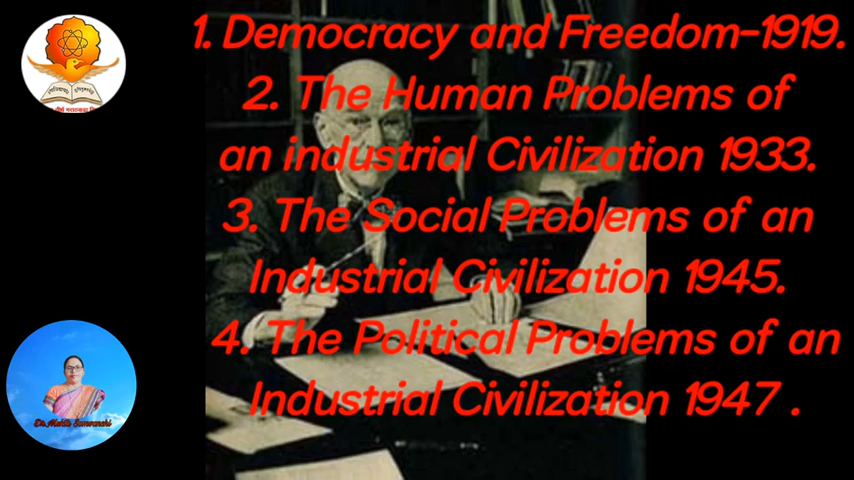 1. Democracy and Freedom-1919.
2. The Human Problems of
an industrial Civilization 1933.
3. The Social Problems of an
Industrial Civilization 1945.
4. The Political Problems of an
Industrial Civilization 1947 .